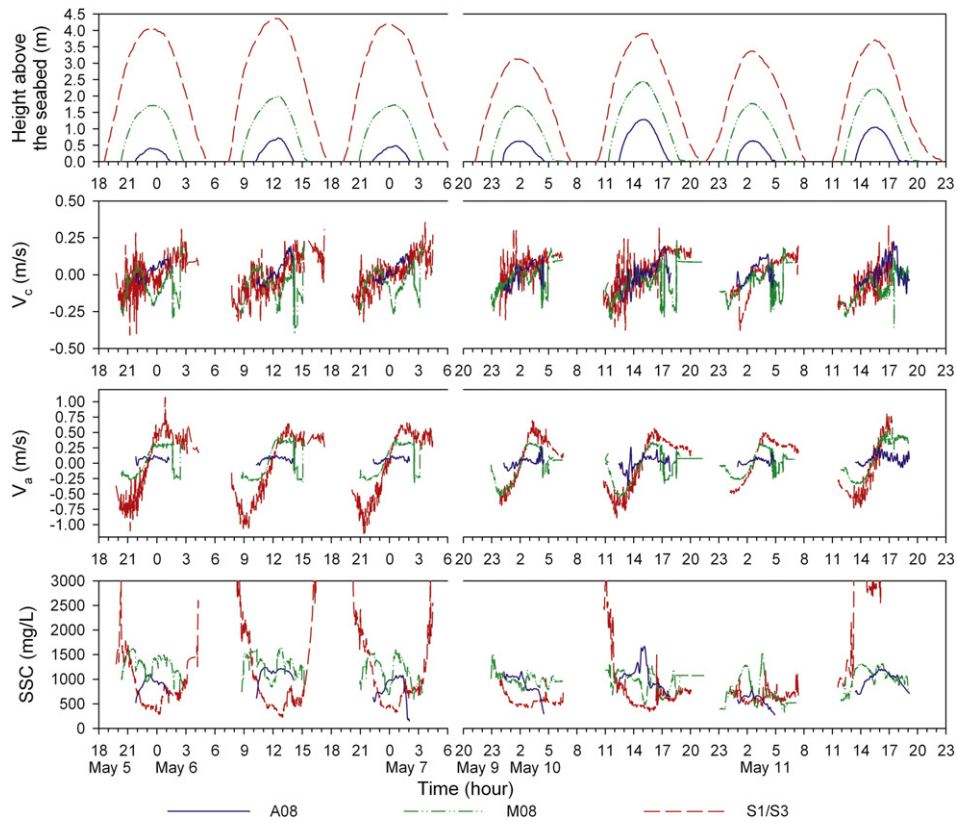 Height above
the seabed (m)
4.5
4.0
3.5
3.0
2.5
2.0
1.5
1.0
0.5
0.0
18 21 0 3 6 9 12 15 18 21 0 3 6
20 23 2 5 8 11 14 17 20 23 2 5 8 11 14 17 20 23
V_c (m/s)
0.50
0.25
0.00
-0.25
-0.50
18 21 0 3 6 9 12 15 18 21 0 3 6
20 23 2 5 8 11 14 17 20 23 2 5 8 11 14 17 20 23
V_a (m/s)
1.00
0.75
0.50
0.25
0.00
-0.25
-0.50
-0.75
-1.00
18 21 0 3 6 9 12 15 18 21 0 3 6
20 23 2 5 8 11 14 17 20 23 2 5 8 11 14 17 20 23
SSC (mg/L)
3000
2500
2000
1500
1000
500
0
18 21 0 3 6 9 12 15 18 21 0 3 6
20 23 2 5 8 11 14 17 20 23 2 5 8 11 14 17 20 23
May 5 May 6 May 7 May 9 May 10 May 11
Time (hour)
A08 M08 S1/S3